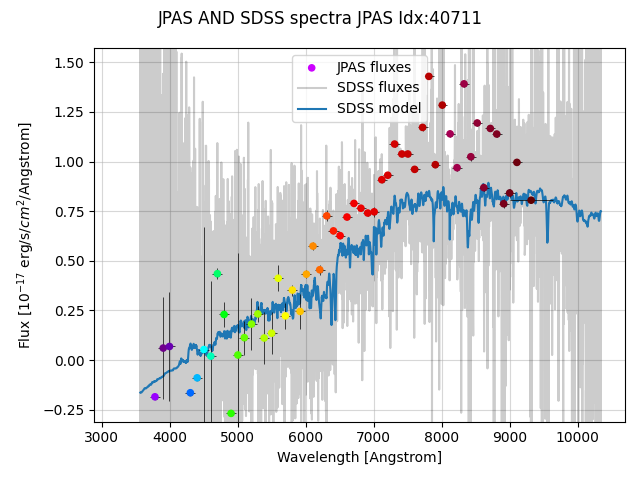 JPAS AND SDSS spectra JPAS Idx:40711
JPAS fluxes
SDSS fluxes
SDSS model
1.50
1.25
1.00
0.75
0.50
0.25
0.00
−0.25
Flux [10⁻¹⁷ erg/s/cm²/Angstrom]
3000 4000 5000 6000 7000 8000 9000 10000
Wavelength [Angstrom]